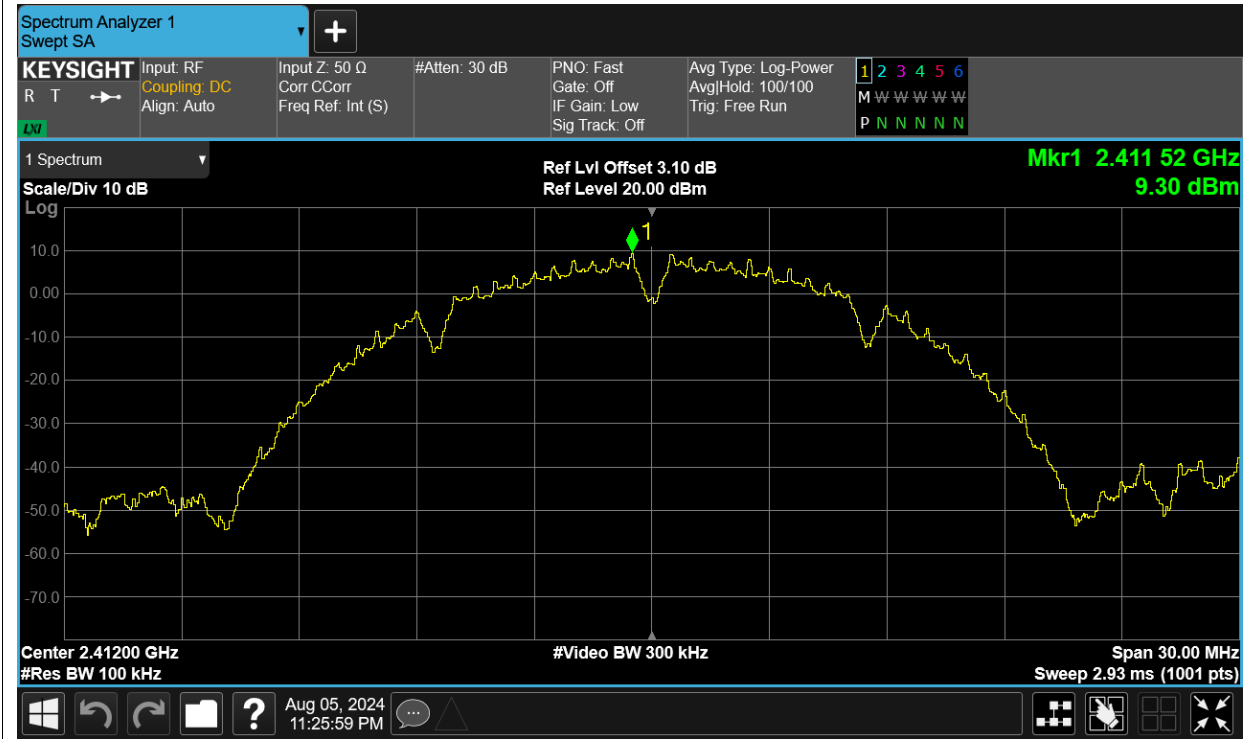 Spectrum Analyzer 1
Swept SA
KEYSIGHT
R T
LXI
Input: RF
Coupling: DC
Align: Auto
Input Z: 50 Ω
Corr CCorr
Freq Ref: Int (S)
#Atten: 30 dB
PNO: Fast
Gate: Off
IF Gain: Low
Sig Track: Off
Avg Type: Log-Power
Avg|Hold: 100/100
Trig: Free Run
1 2 3 4 5 6
M W W W W W
P N N N N N N
1 Spectrum
Scale/Div 10 dB
Ref Lvl Offset 3.10 dB
Ref Level 20.00 dBm
Mkr1 2.411 52 GHz
9.30 dBm
Log
1
10.0
0.00
-10.0
-20.0
-30.0
-40.0
-50.0
-60.0
-70.0
Center 2.41200 GHz
#Video BW 300 kHz
Span 30.00 MHz
#Res BW 100 kHz
Sweep 2.93 ms (1001 pts)
?
Aug 05, 2024
11:25:59 PM